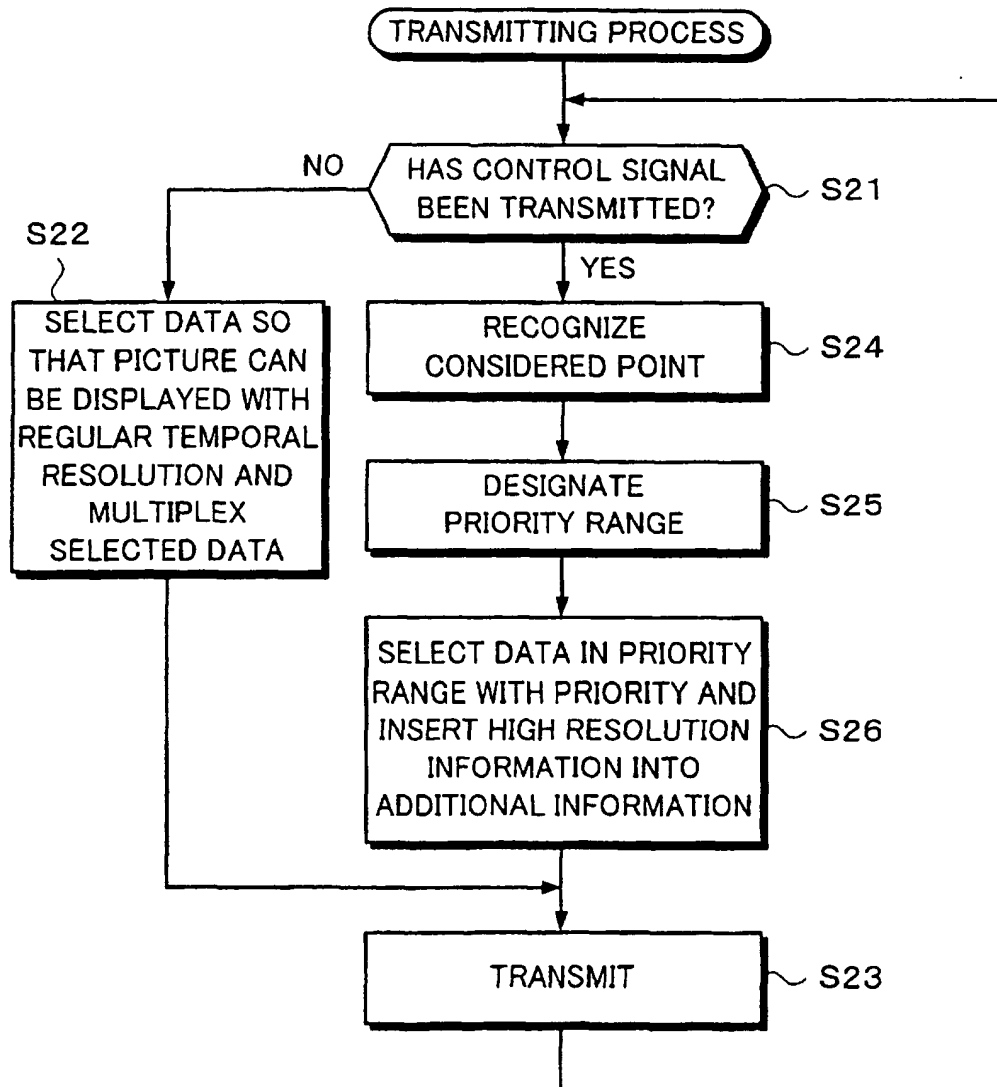 TRANSMITTING PROCESS
HAS CONTROL SIGNAL
BEEN TRANSMITTED?
S21
NO
YES
S22
SELECT DATA SO
THAT PICTURE CAN
BE DISPLAYED WITH
REGULAR TEMPORAL
RESOLUTION AND
MULTIPLEX
SELECTED DATA
RECOGNIZE
CONSIDERED POINT
S24
DESIGNATE
PRIORITY RANGE
S25
SELECT DATA IN PRIORITY
RANGE WITH PRIORITY AND
INSERT HIGH RESOLUTION
INFORMATION INTO
ADDITIONAL INFORMATION
S26
TRANSMIT
S23